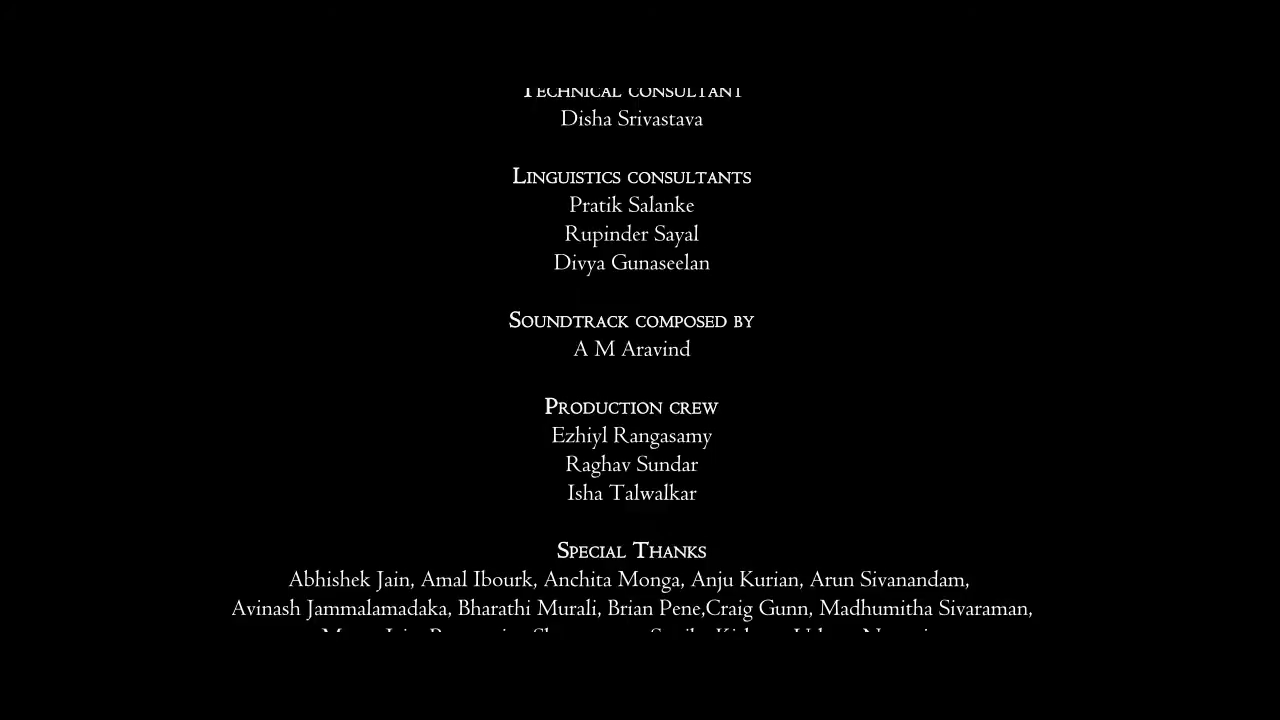 Technical consultant
Disha Srivastava
Linguistics consultants
Pratik Salanke
Rupinder Sayal
Divya Gunaseelan
Soundtrack composed by
A M Aravind
Production crew
Ezhiyl Rangasamy
Raghav Sundar
Isha Talwalkar
Special Thanks
Abhishek Jain, Amal Ibourk, Anchita Monga, Anju Kurian, Arun Sivanandam,
Avinash Jammalamadaka, Bharathi Murali, Brian Pene,Craig Gunn, Madhumitha Sivaraman,